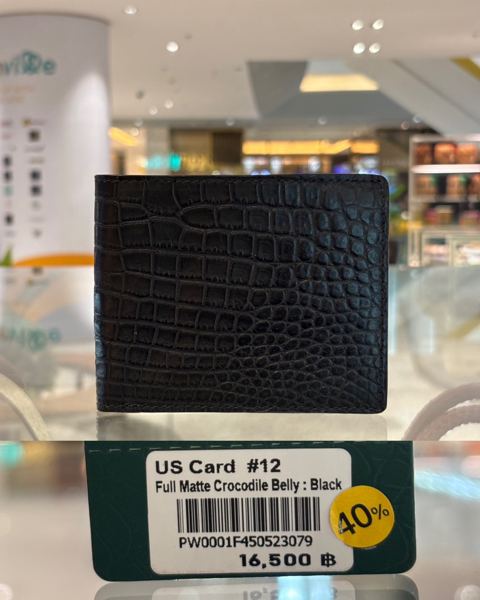 US Card #12
Full Matte Crocodile Belly : Black
PW0001F450523079
16,500 ฿
40%